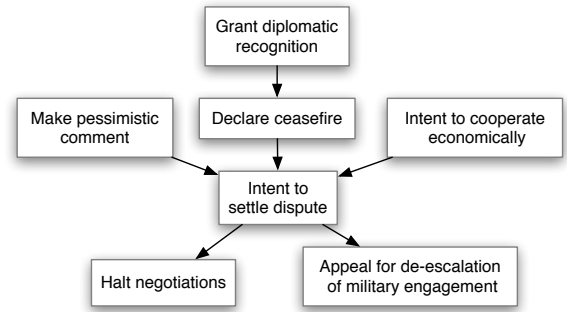 Grant diplomatic
recognition
Make pessimistic
comment
Declare ceasefire
Intent to cooperate
economically
Intent to
settle dispute
Halt negotiations
Appeal for de-escalation
of military engagement